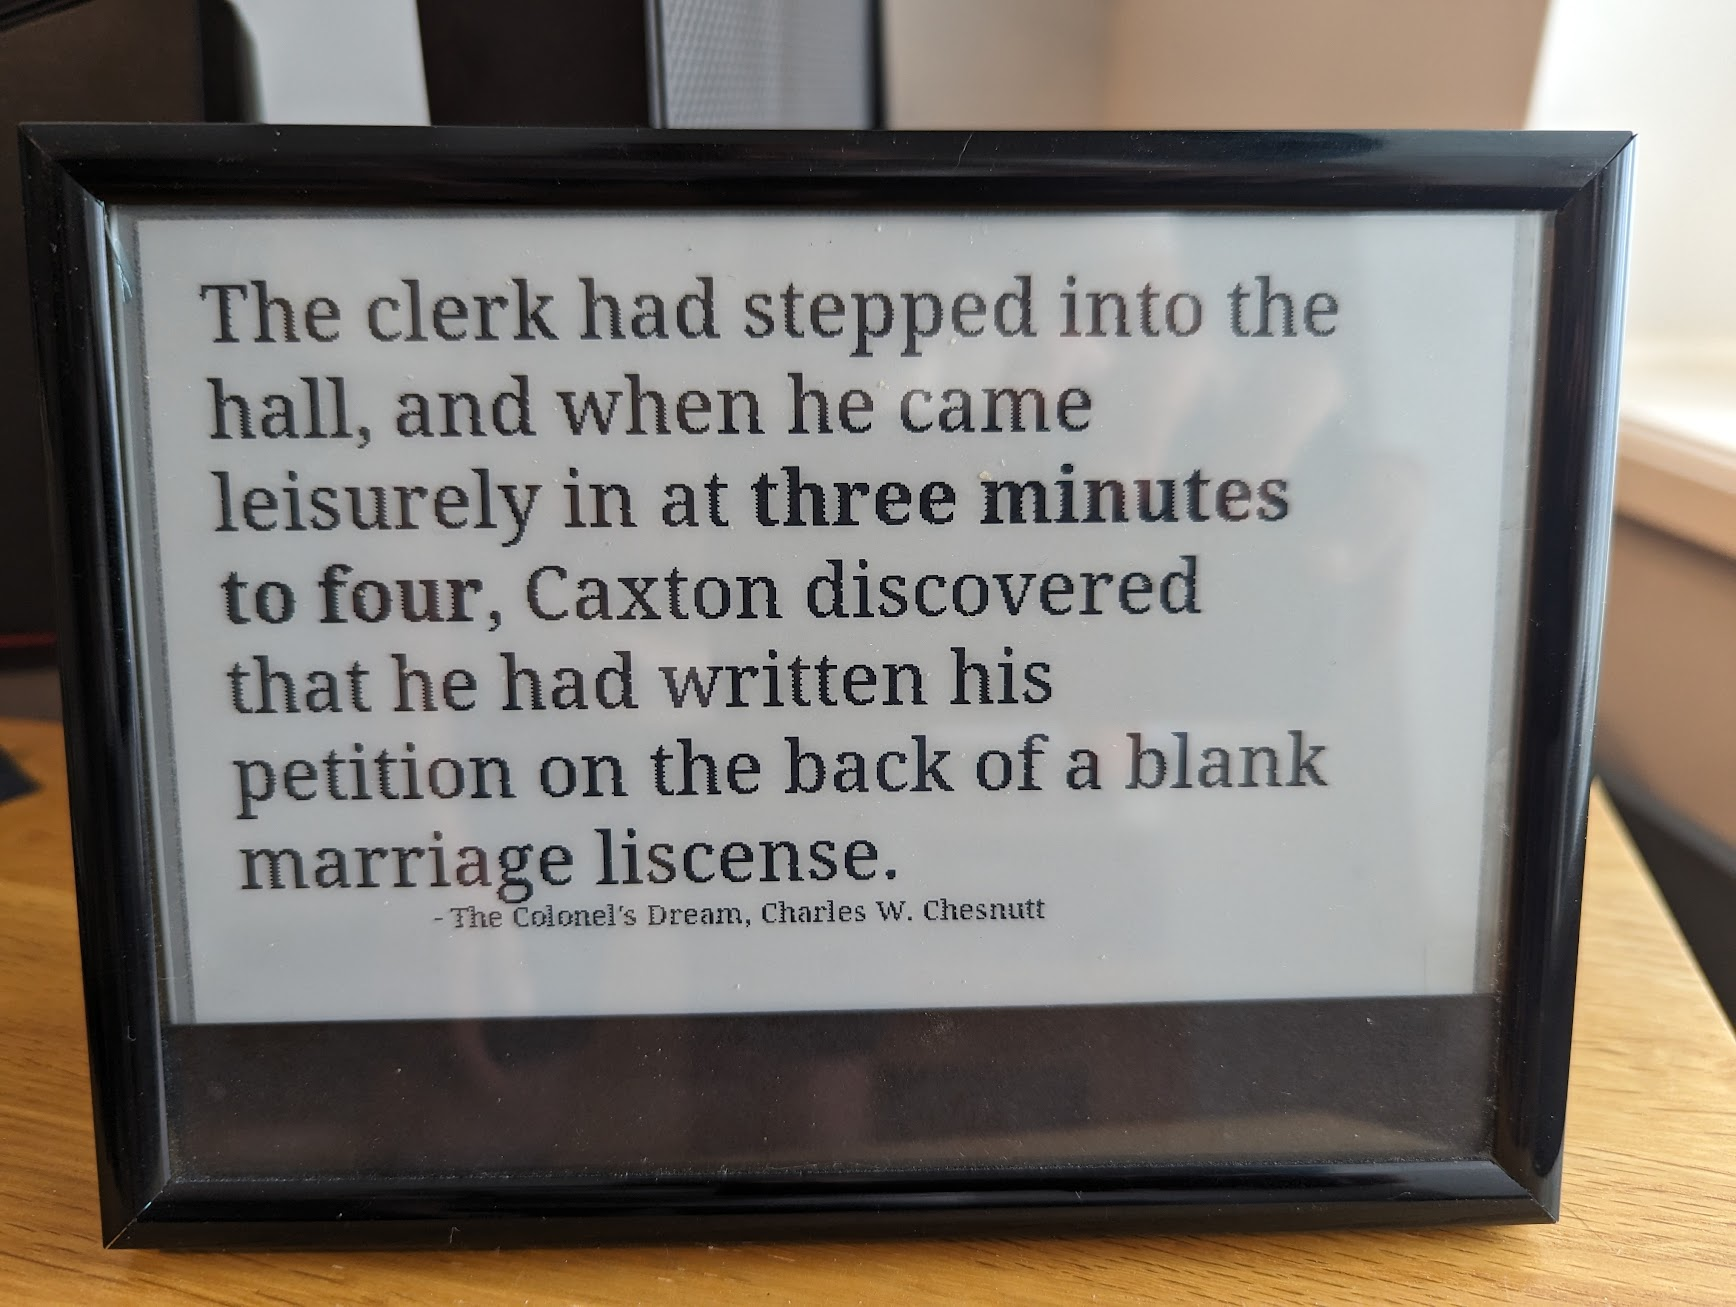 The clerk had stepped into the
hall, and when he came
leisurely in at three minutes
to four, Caxton discovered
that he had written his
petition on the back of a blank
marriage liscense.
- The Colonel's Dream, Charles W. Chesnutt